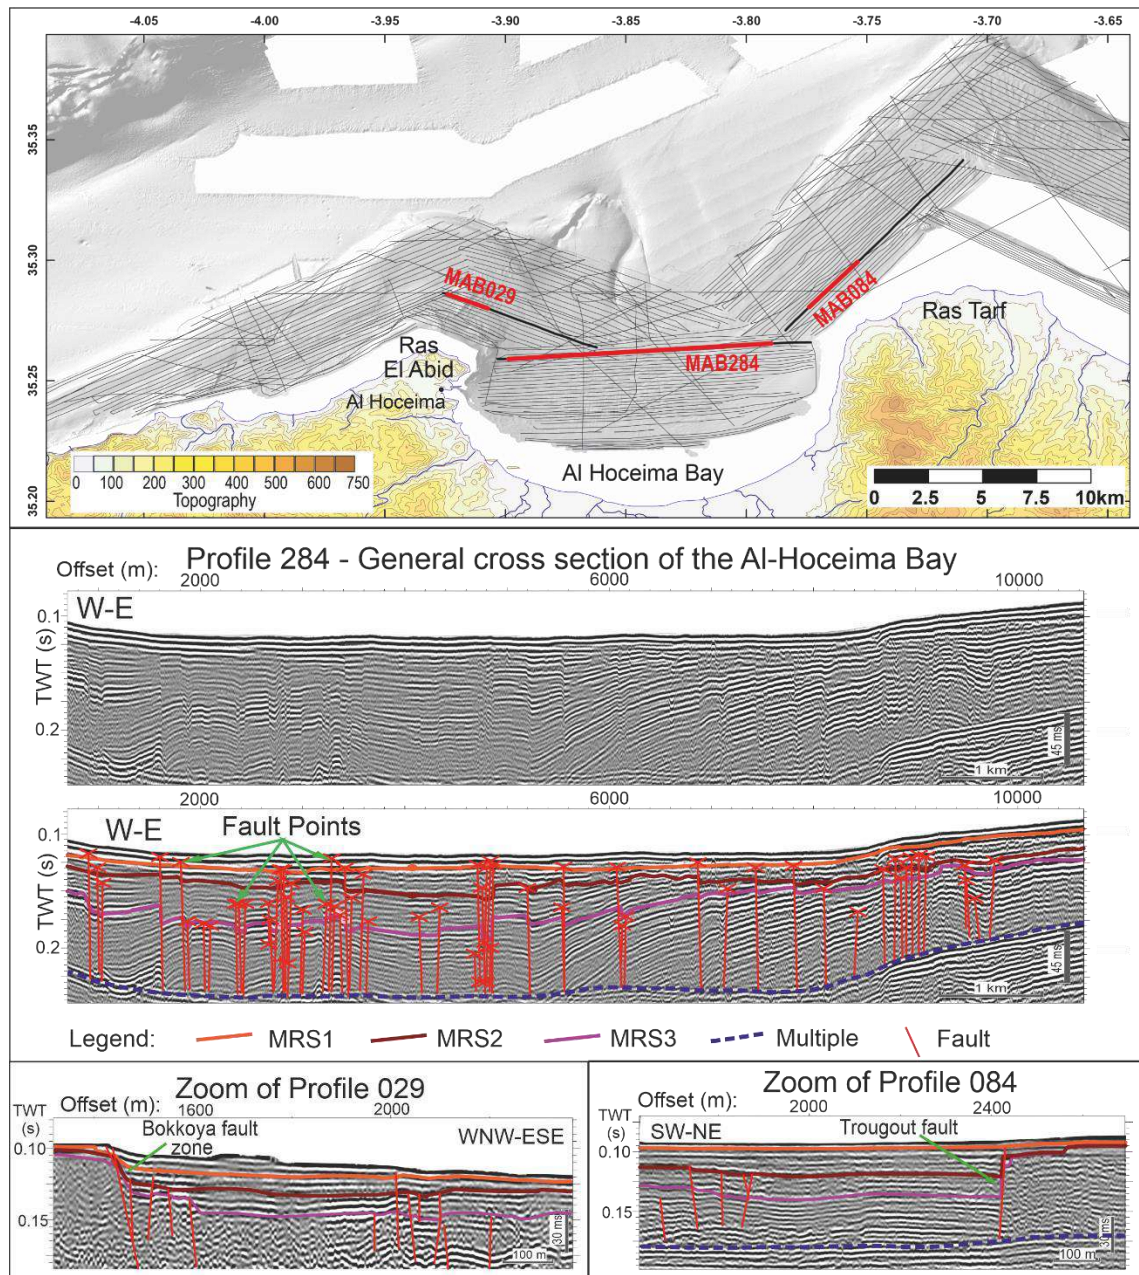 -4.05 -4.00 -3.95 -3.90 -3.85 -3.80 -3.75 -3.70 -3.65
35.35
35.30
35.25
35.20
MAB029
MAB084
MAB284
Ras
El Abid
Al Hoceima
Ras Tarf
Al Hoceima Bay
0 100 200 300 400 500 600 750
Topography
0 2.5 5 7.5 10km
Profile 284 - General cross section of the Al-Hoceima Bay
Offset (m): 2000 6000 10000
W-E
0.1
TWT (s)
0.2
45 ms
1 km
2000 6000 10000
W-E
Fault Points
0.1
TWT (s)
0.2
45 ms
1 km
Legend: MRS1 MRS2 MRS3 Multiple Fault
Zoom of Profile 029
TWT
(s)
Offset (m): 1600 2000
Bokkoya fault
zone
WNW-ESE
0.10
0.15
30 ms
100 m
Zoom of Profile 084
TWT
(s)
Offset (m): 2000 2400
SW-NE
Trougout fault
0.10
0.15
30 ms
100 m